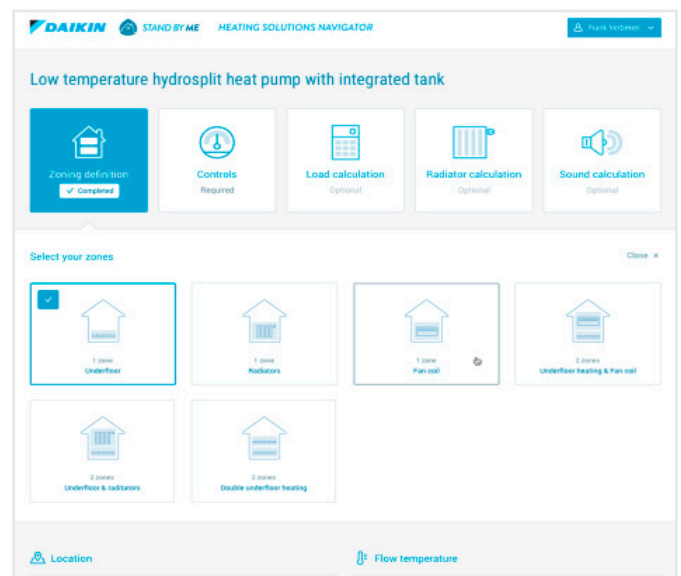 DAIKIN STAND BY ME HEATING SOLUTIONS NAVIGATOR Frank Verbeken
Low temperature hydrosplit heat pump with integrated tank
Zoning definition
Completed
Controls
Required
Load calculation
Optional
Radiator calculation
Optional
Sound calculation
Optional
Select your zones
Close ×
1 zone
Underfloor
1 zone
Radiators
1 zone
Fan coil
2 zones
Underfloor heating & Fan coil
2 zones
Underfloor & raditators
2 zones
Double underfloor heating
Location
Flow temperature